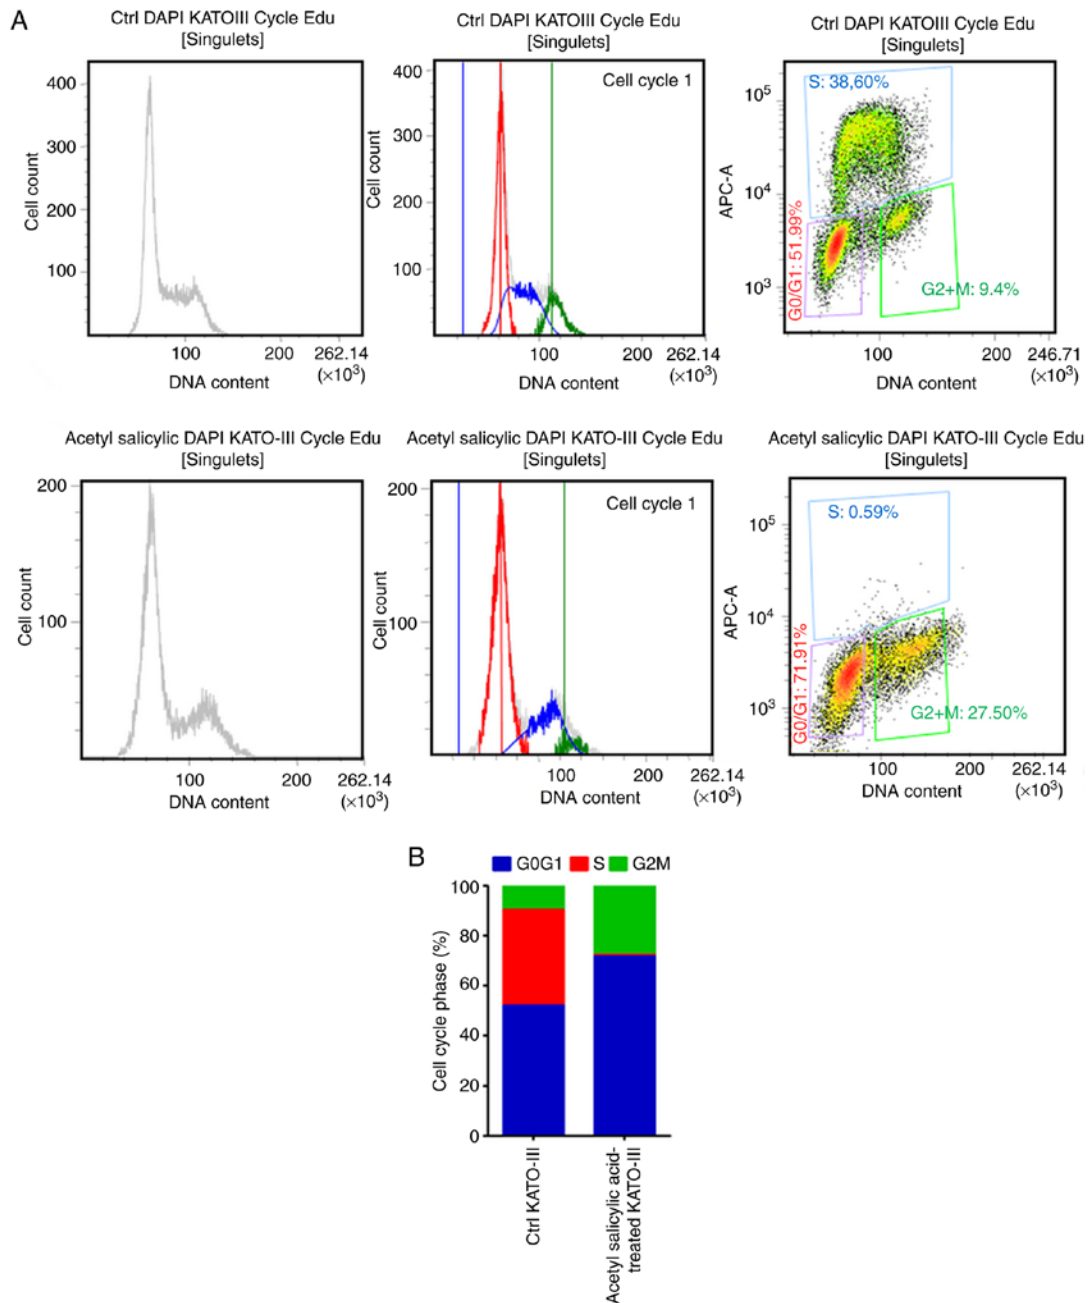 A
Ctrl DAPI KATOIII Cycle Edu
[Singulets]
400
300
200
100
Cell count
100
200
262.14
(×10³)
DNA content
Ctrl DAPI KATOIII Cycle Edu
[Singulets]
Cell cycle 1
400
300
200
100
Cell count
100
200
262.14
(×10³)
DNA content
Ctrl DAPI KATOIII Cycle Edu
[Singulets]
S: 38,60%
10⁵
10⁴
10³
APC-A
G0/G1: 51.99%
G2+M: 9.4%
100
200
246.71
(×10³)
DNA content
Acetyl salicylic DAPI KATO-III Cycle Edu
[Singulets]
200
100
Cell count
100
200
262.14
(×10³)
DNA content
Acetyl salicylic DAPI KATO-III Cycle Edu
[Singulets]
Cell cycle 1
200
100
Cell count
100
200
262.14
(×10³)
DNA content
Acetyl salicylic DAPI KATO-III Cycle Edu
[Singulets]
S: 0.59%
10⁵
10⁴
10³
APC-A
G0/G1: 71.91%
G2+M: 27.50%
100
200
262.14
(×10³)
DNA content
B
G0G1 S G2M
100
80
60
40
20
0
Cell cycle phase (%)
Ctrl KATO-III
Acetyl salicylic acid-
treated KATO-III